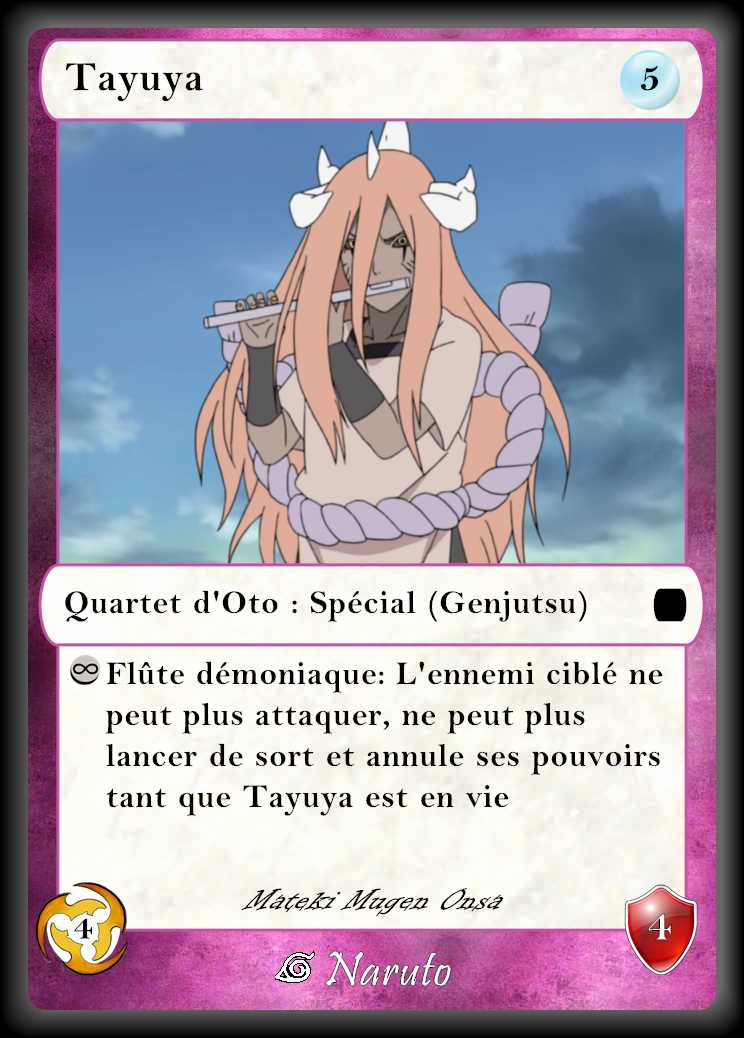 Tayuya
5
Quartet d'Oto : Spécial (Genjutsu)
Flûte démoniaque: L'ennemi ciblé ne
peut plus attaquer, ne peut plus
lancer de sort et annule ses pouvoirs
tant que Tayuya est en vie
Mateki Mugen Onsa
4
4
Naruto